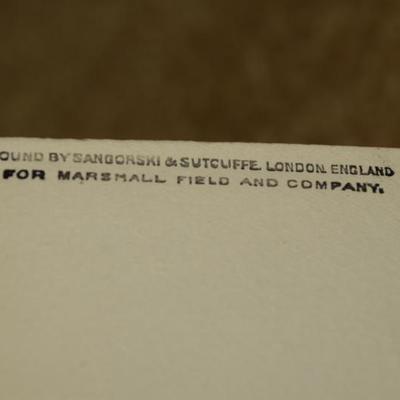 OUND BY SANGORSKI & SUTCLIFFE. LONDON. ENGLAND
FOR MARSHALL FIELD AND COMPANY.